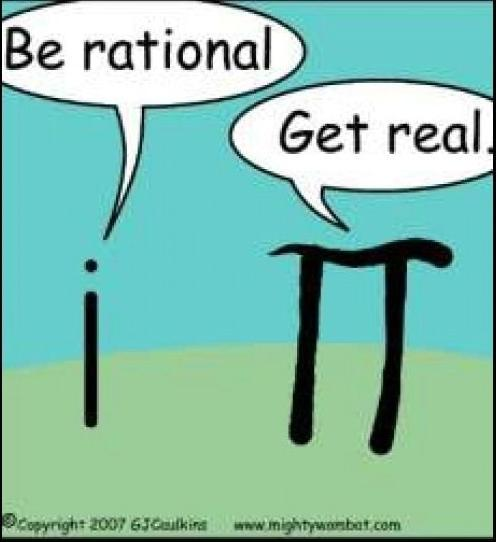 Be rational
Get real.
i
π
©Copyright 2007 GJCaulkins www.mightywombat.com